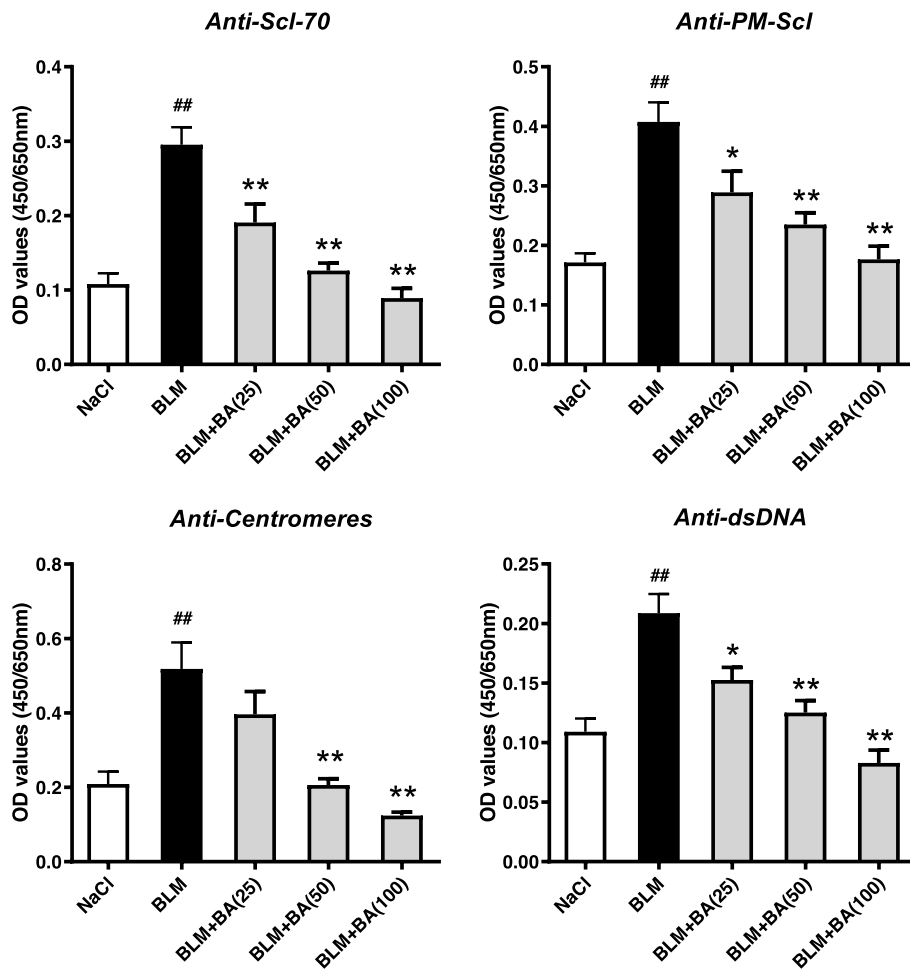 Anti-Scl-70
OD values (450/650nm)
0.4
0.3
0.2
0.1
0.0
##
**
**
**
NaCl
BLM
BLM+BA(25)
BLM+BA(50)
BLM+BA(100)
Anti-PM-Scl
OD values (450/650nm)
0.5
0.4
0.3
0.2
0.1
0.0
##
*
**
**
NaCl
BLM
BLM+BA(25)
BLM+BA(50)
BLM+BA(100)
Anti-Centromeres
OD values (450/650nm)
0.8
0.6
0.4
0.2
0.0
##
**
**
NaCl
BLM
BLM+BA(25)
BLM+BA(50)
BLM+BA(100)
Anti-dsDNA
OD values (450/650nm)
0.25
0.20
0.15
0.10
0.05
0.00
##
*
**
**
NaCl
BLM
BLM+BA(25)
BLM+BA(50)
BLM+BA(100)